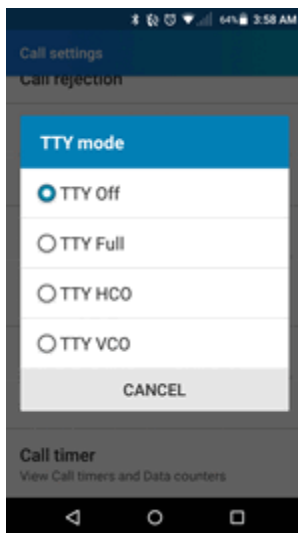 64% 3:58 AM
Call settings
Call rejection
TTY mode
TTY Off
TTY Full
TTY HCO
TTY VCO
CANCEL
Call timer
View Call timers and Data counters